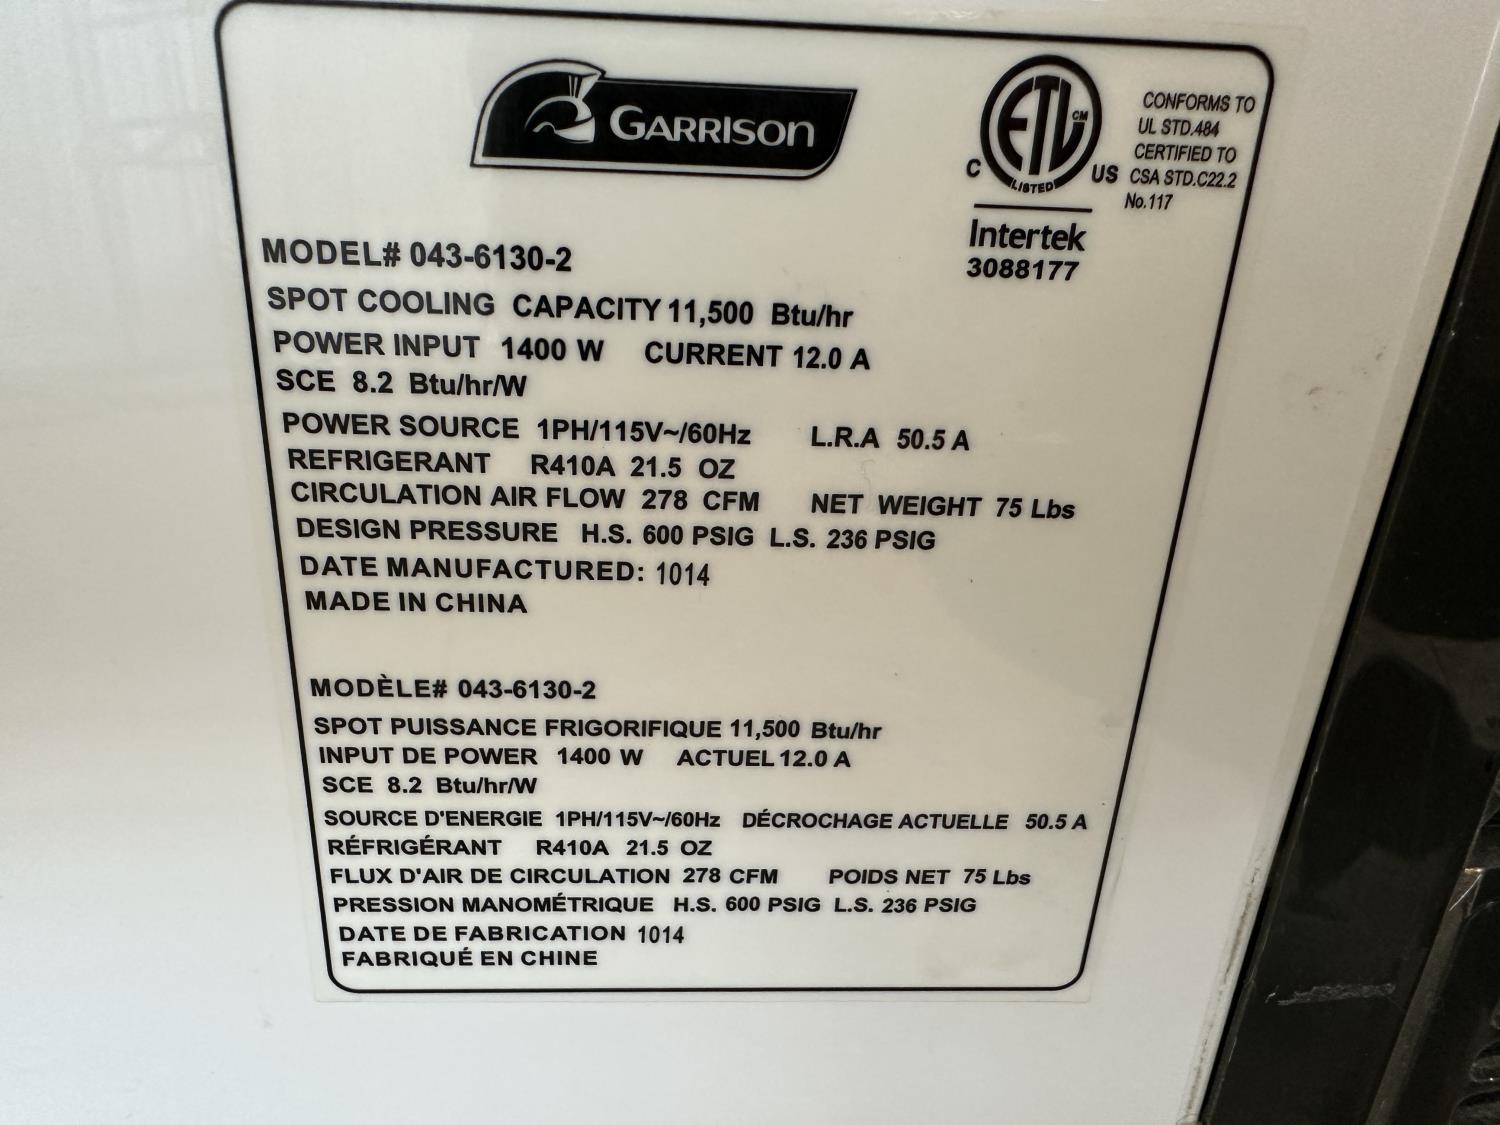 GARRISON
ETL CM
C US
LISTED
Intertek
3088177
CONFORMS TO
UL STD.484
CERTIFIED TO
CSA STD.C22.2
No.117
MODEL# 043-6130-2
SPOT COOLING CAPACITY 11,500 Btu/hr
POWER INPUT 1400 W CURRENT 12.0 A
SCE 8.2 Btu/hr/W
POWER SOURCE 1PH/115V~/60Hz L.R.A 50.5 A
REFRIGERANT R410A 21.5 OZ
CIRCULATION AIR FLOW 278 CFM NET WEIGHT 75 Lbs
DESIGN PRESSURE H.S. 600 PSIG L.S. 236 PSIG
DATE MANUFACTURED: 1014
MADE IN CHINA
MODÈLE# 043-6130-2
SPOT PUISSANCE FRIGORIFIQUE 11,500 Btu/hr
INPUT DE POWER 1400 W ACTUEL 12.0 A
SCE 8.2 Btu/hr/W
SOURCE D'ENERGIE 1PH/115V~/60Hz DÉCROCHAGE ACTUELLE 50.5 A
RÉFRIGÉRANT R410A 21.5 OZ
FLUX D'AIR DE CIRCULATION 278 CFM POIDS NET 75 Lbs
PRESSION MANOMÉTRIQUE H.S. 600 PSIG L.S. 236 PSIG
DATE DE FABRICATION 1014
FABRIQUÉ EN CHINE